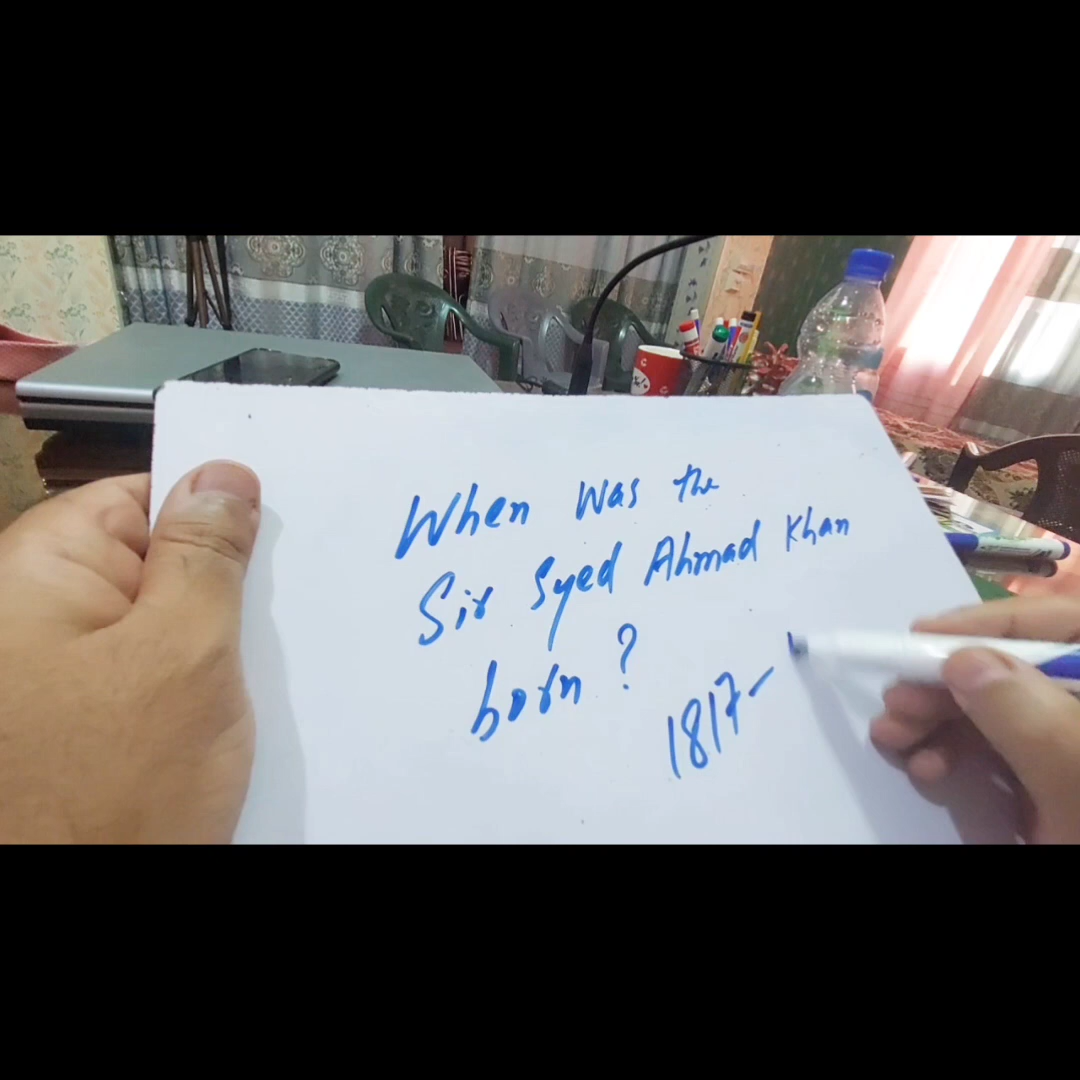 When was the
Sir Syed Ahmad Khan
born ?
1817-